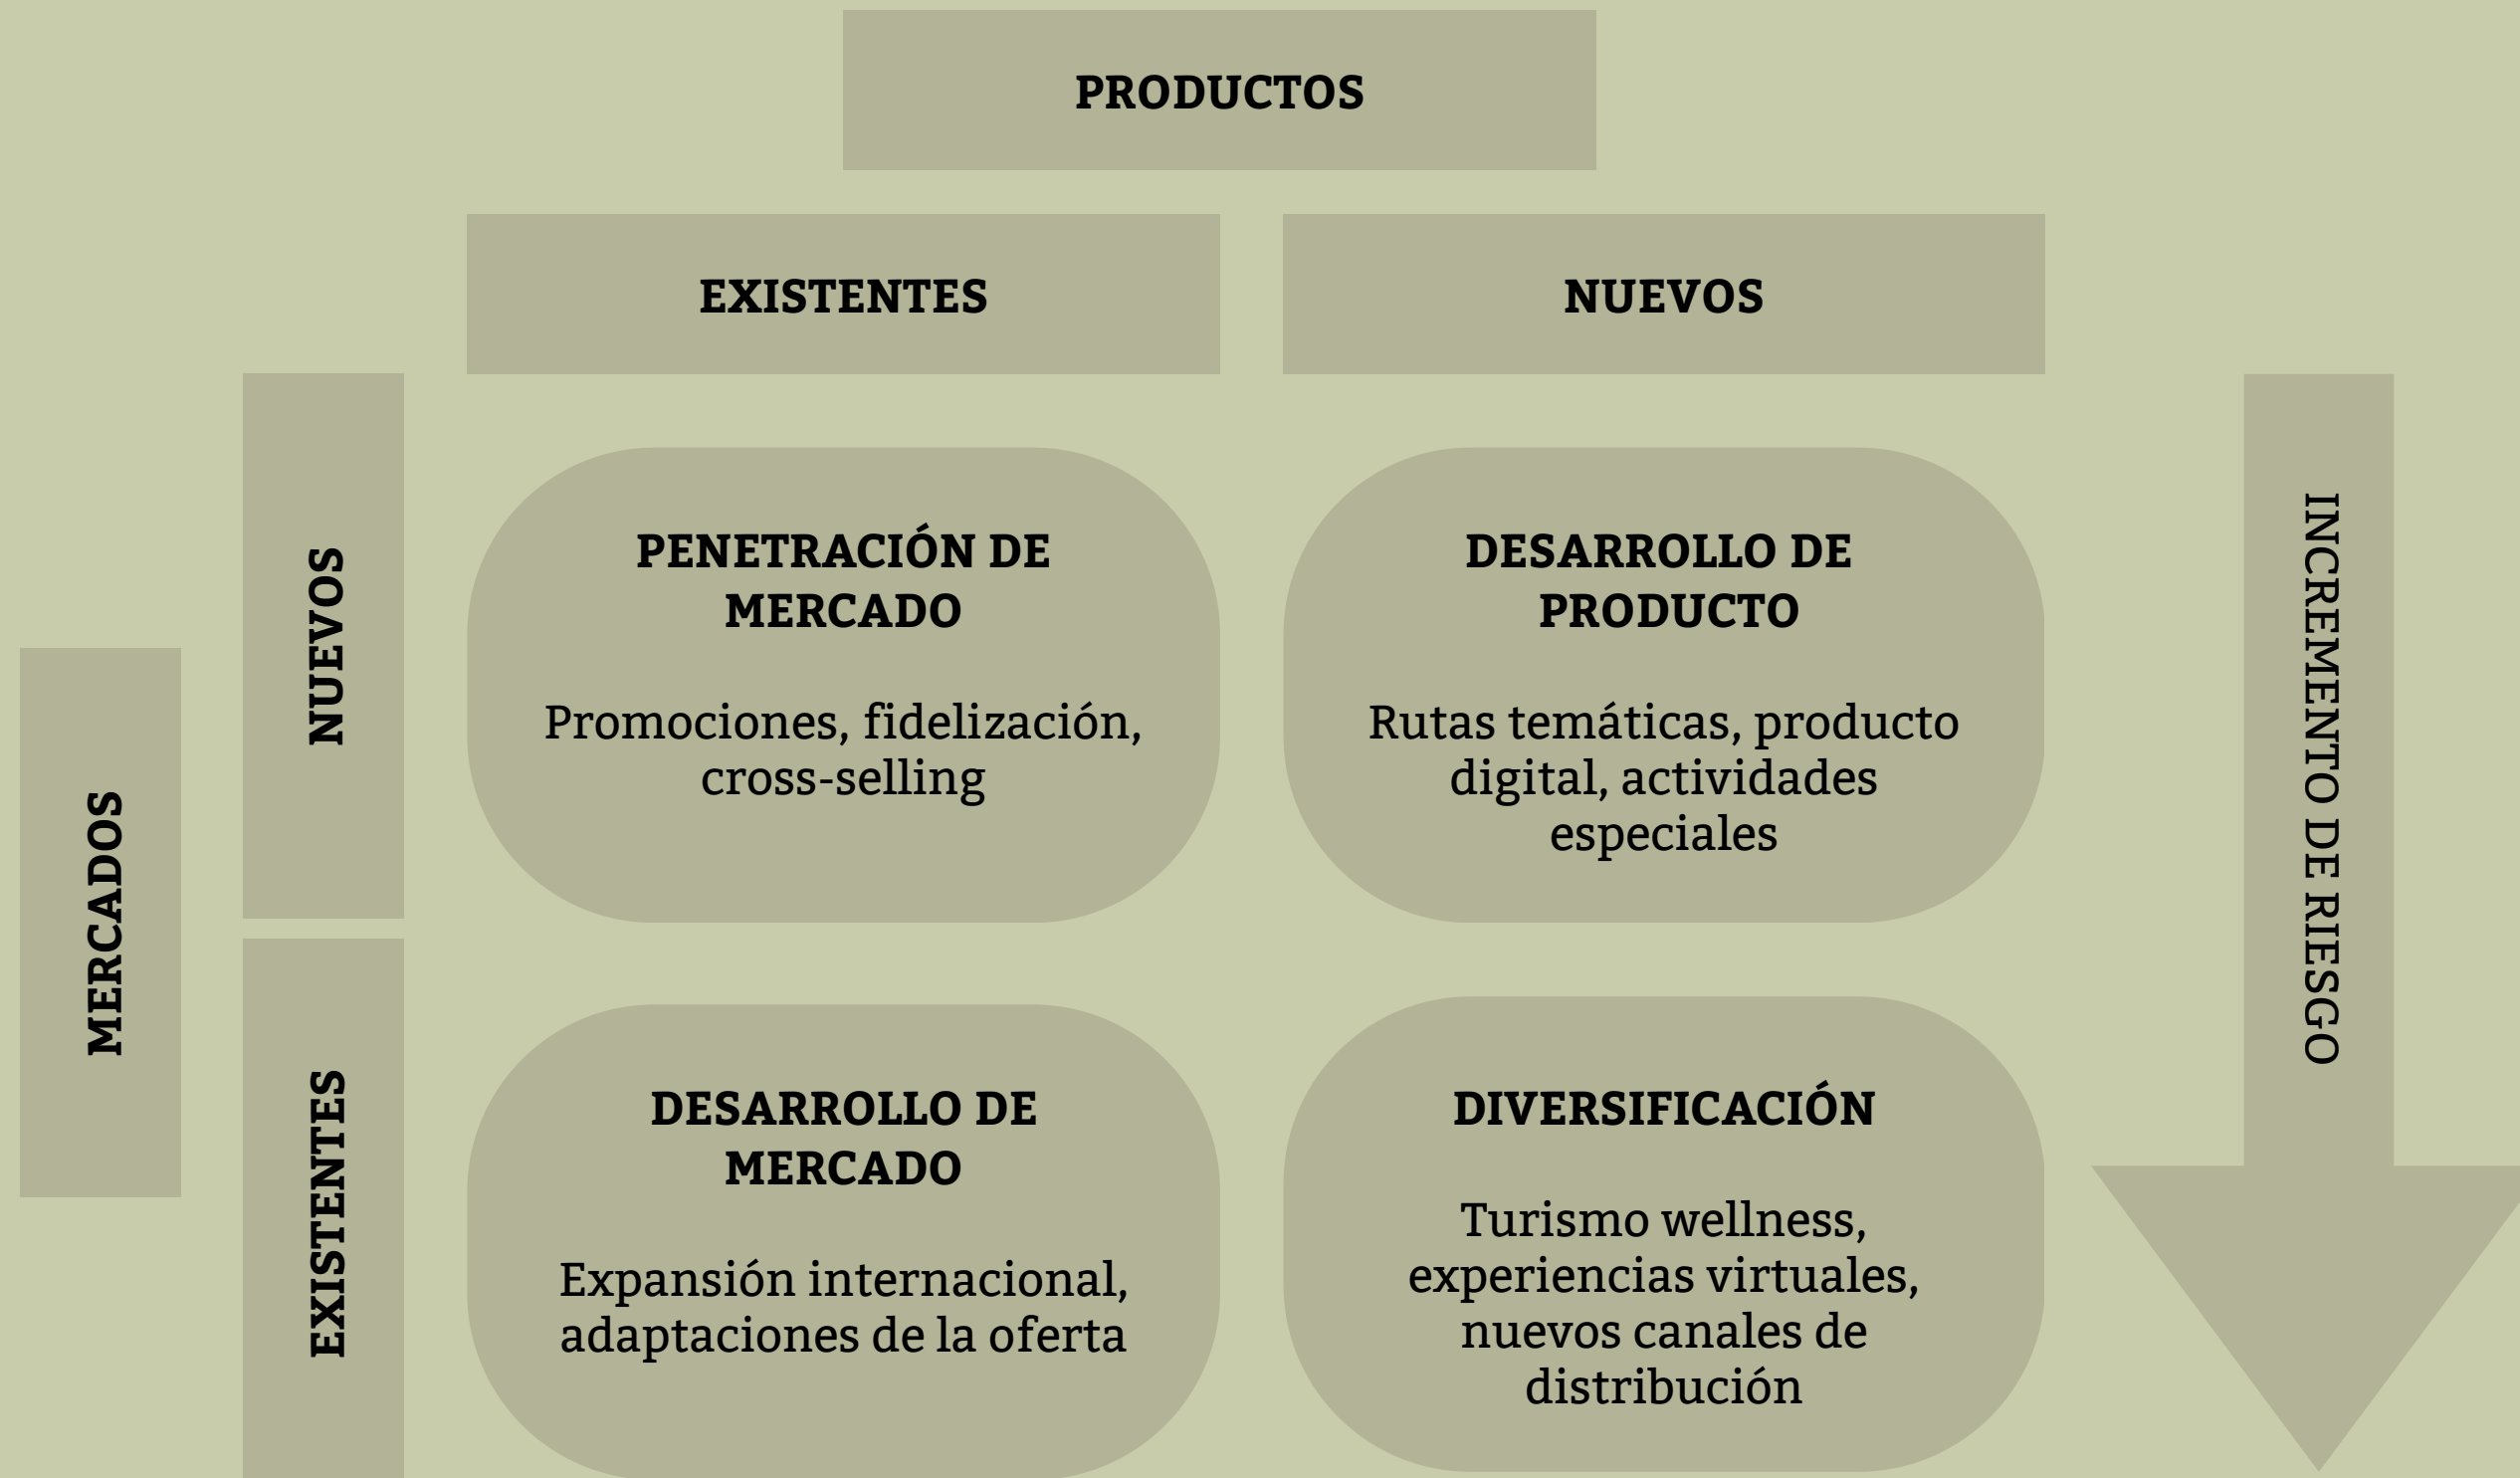 PRODUCTOS
EXISTENTES
NUEVOS
MERCADOS
NUEVOS
PENETRACIÓN DE
MERCADO
Promociones, fidelización,
cross-selling
DESARROLLO DE
PRODUCTO
Rutas temáticas, producto
digital, actividades
especiales
EXISTENTES
DESARROLLO DE
MERCADO
Expansión internacional,
adaptaciones de la oferta
DIVERSIFICACIÓN
Turismo wellness,
experiencias virtuales,
nuevos canales de
distribución
INCREMENTO DE RIESGO